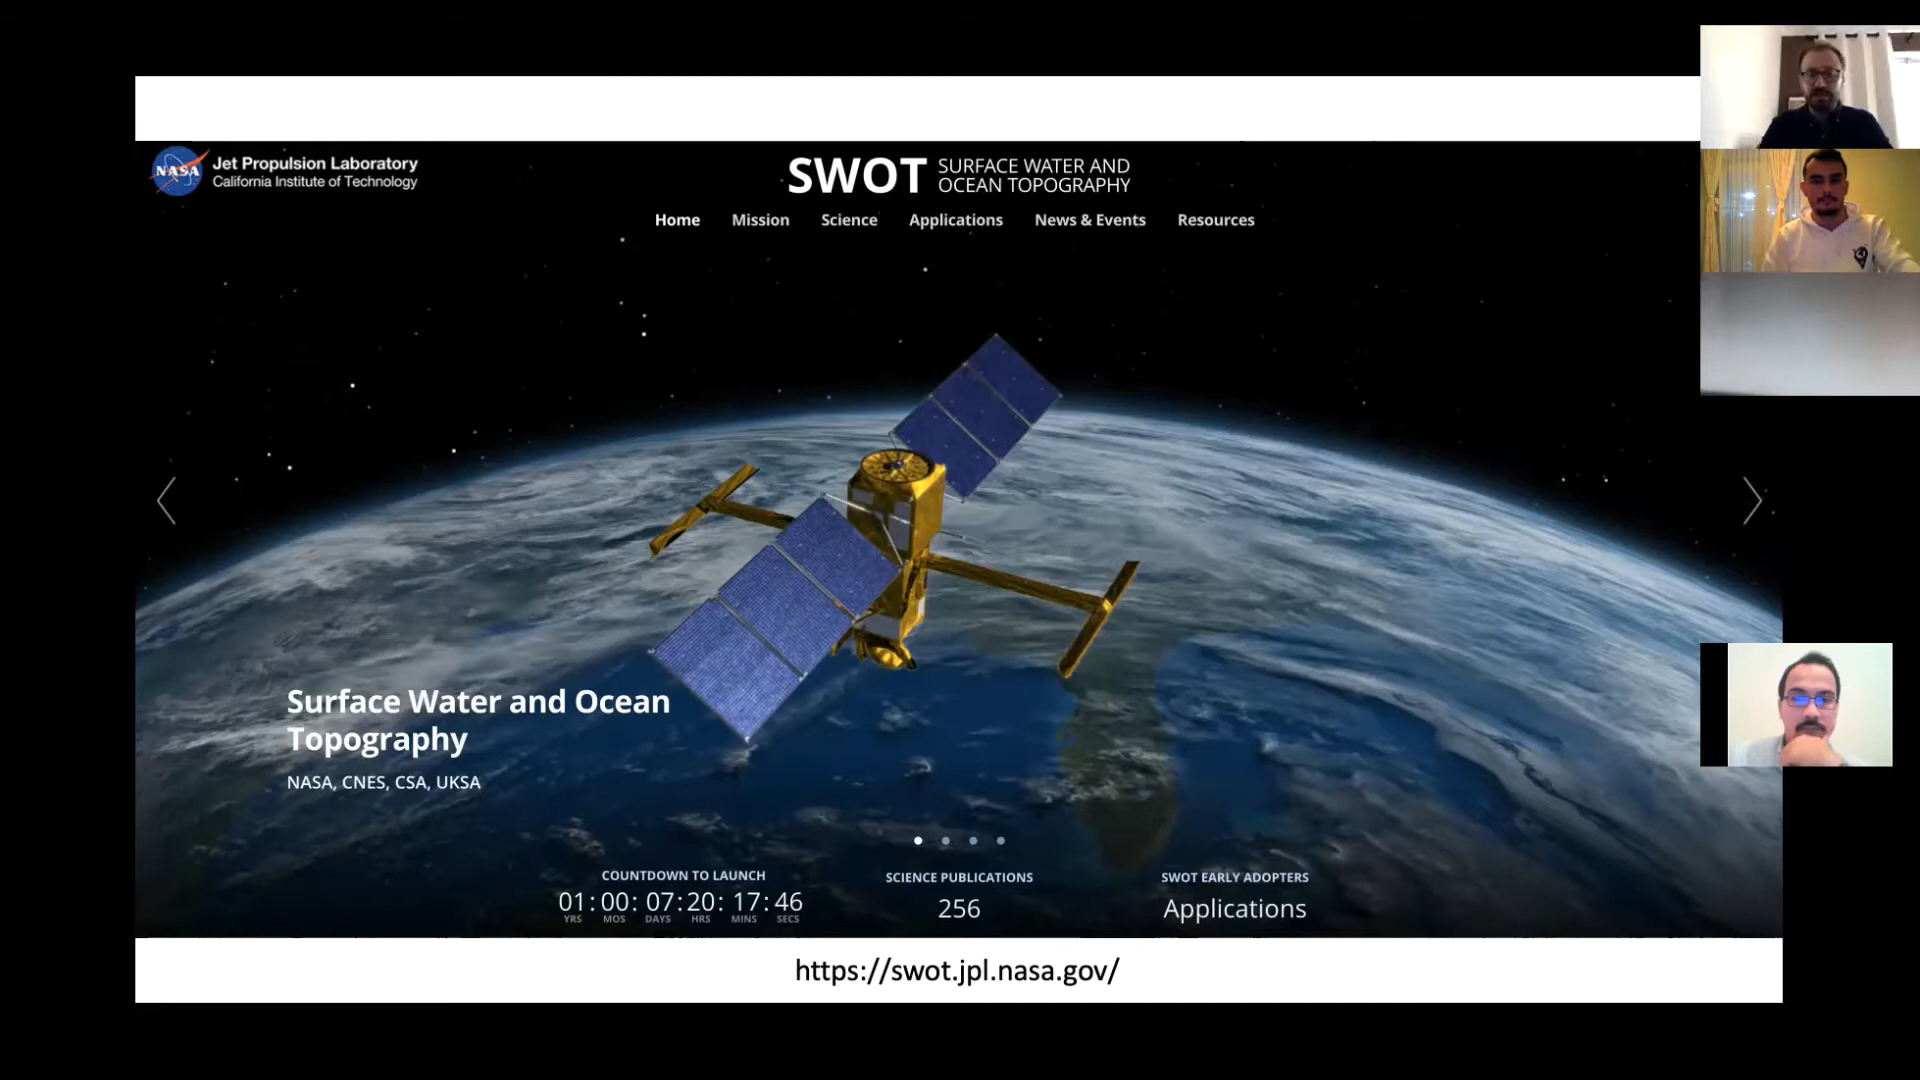 NASA
Jet Propulsion Laboratory
California Institute of Technology
SWOT SURFACE WATER AND
OCEAN TOPOGRAPHY
Home Mission Science Applications News & Events Resources
Surface Water and Ocean
Topography
NASA, CNES, CSA, UKSA
COUNTDOWN TO LAUNCH
01:00:07:20:17:46
YRS MOS DAYS HRS MINS SECS
SCIENCE PUBLICATIONS
256
SWOT EARLY ADOPTERS
Applications
https://swot.jpl.nasa.gov/